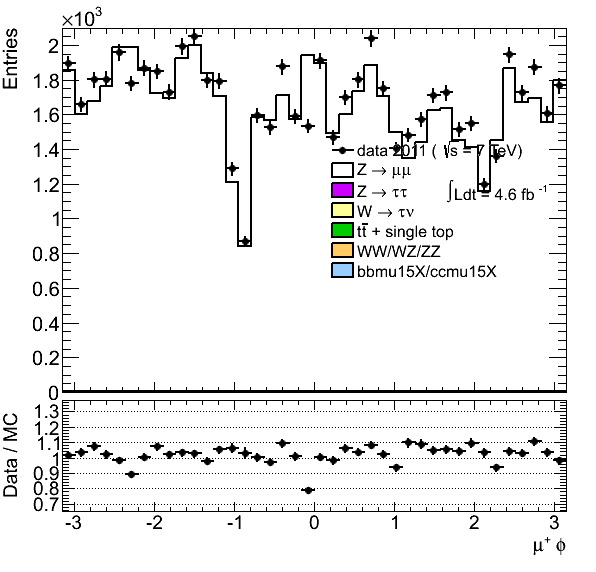 ×10³
Entries
2
1.8
1.6
1.4
1.2
1
0.8
0.6
0.4
0.2
0
data 2011 ( √s = 7 TeV)
Z → μμ
Z → ττ
∫Ldt = 4.6 fb⁻¹
W → τν
tt̄ + single top
WW/WZ/ZZ
bbmu15X/ccmu15X
Data / MC
1.3
1.2
1.1
1
0.9
0.8
0.7
-3 -2 -1 0 1 2 3
μ⁺ ϕ